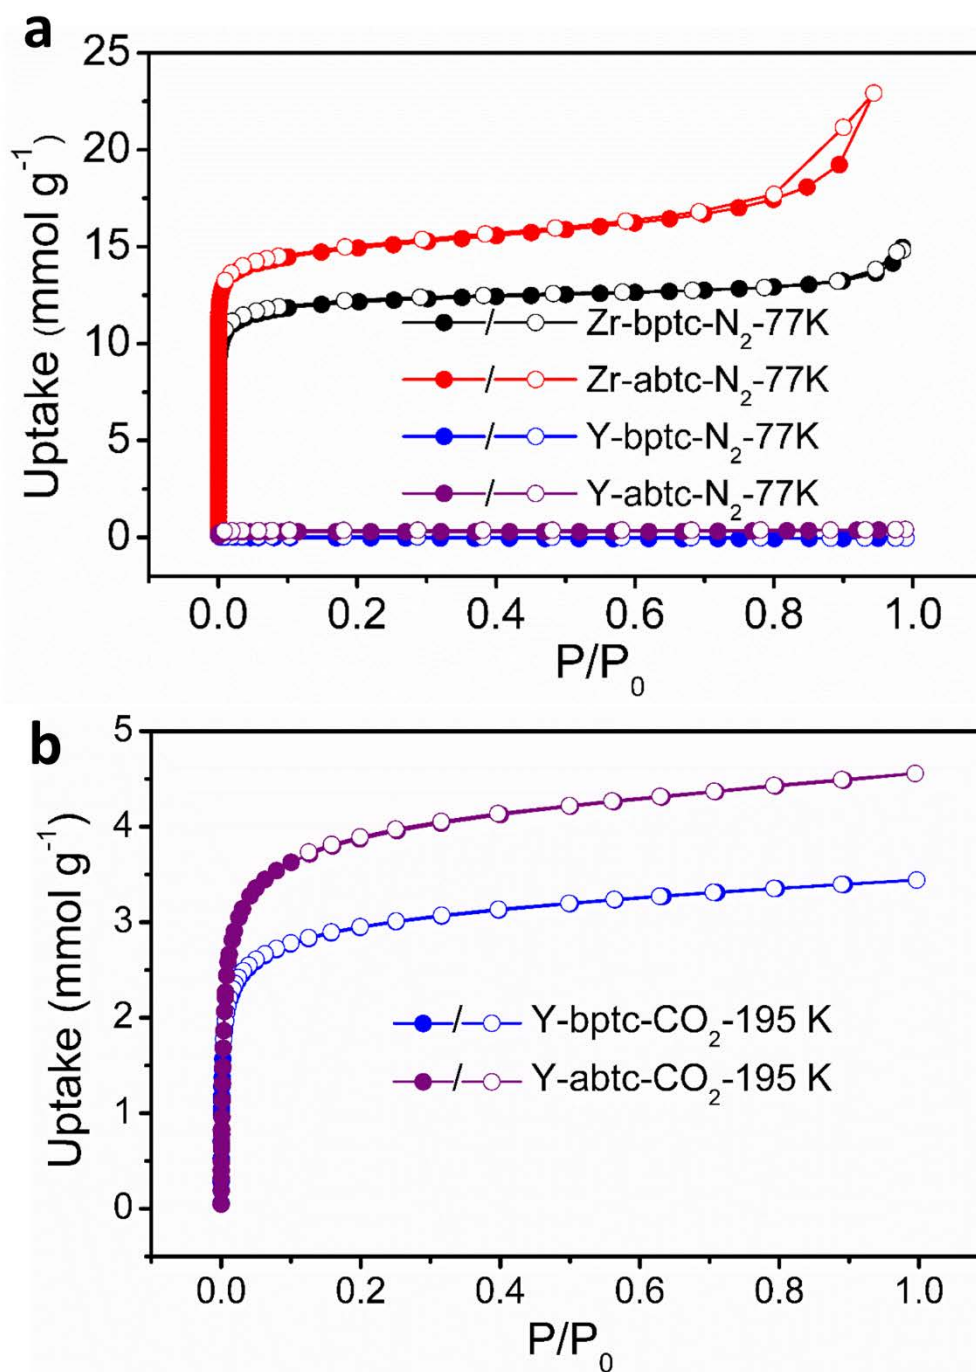 a
25
20
15
10
5
0
Uptake (mmol g⁻¹)
Zr-bptc-N₂-77K
Zr-abtc-N₂-77K
Y-bptc-N₂-77K
Y-abtc-N₂-77K
0.0 0.2 0.4 0.6 0.8 1.0
P/P₀
b
5
4
3
2
1
0
Uptake (mmol g⁻¹)
Y-bptc-CO₂-195 K
Y-abtc-CO₂-195 K
0.0 0.2 0.4 0.6 0.8 1.0
P/P₀